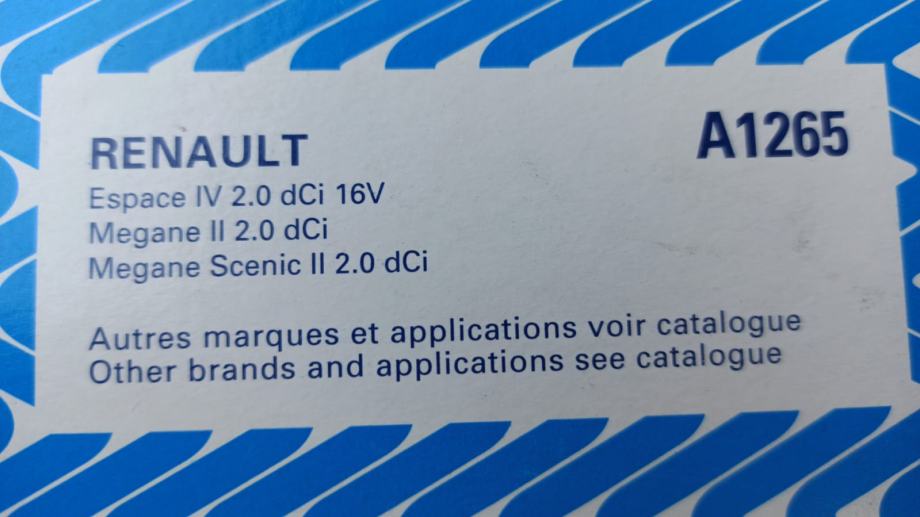 RENAULT
A1265
Espace IV 2.0 dCi 16V
Megane II 2.0 dCi
Megane Scenic II 2.0 dCi
Autres marques et applications voir catalogue
Other brands and applications see catalogue